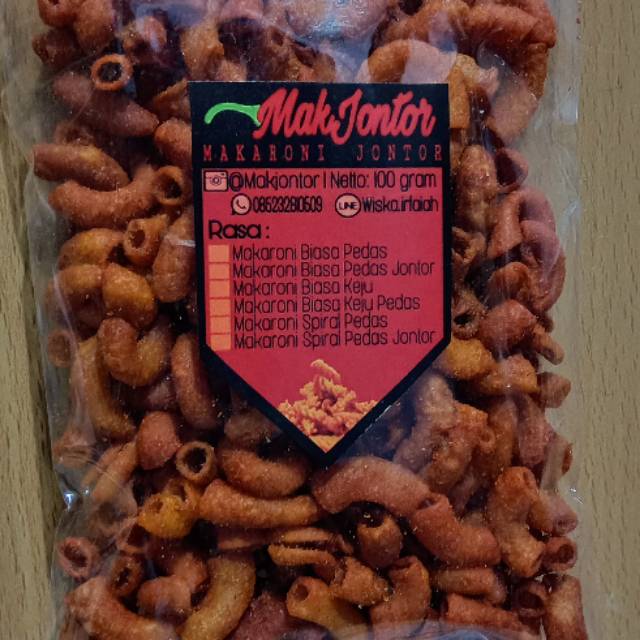 MakJontor
MAKARONI JONTOR
@Makjontor | Netto: 100 gram
LINE Wiska.irfaiah
Rasa :
Makaroni Biasa Pedas
Makaroni Biasa Pedas Jontor
Makaroni Biasa Keju
Makaroni Biasa Keju Pedas
Makaroni Spiral Pedas
Makaroni Spiral Pedas Jontor